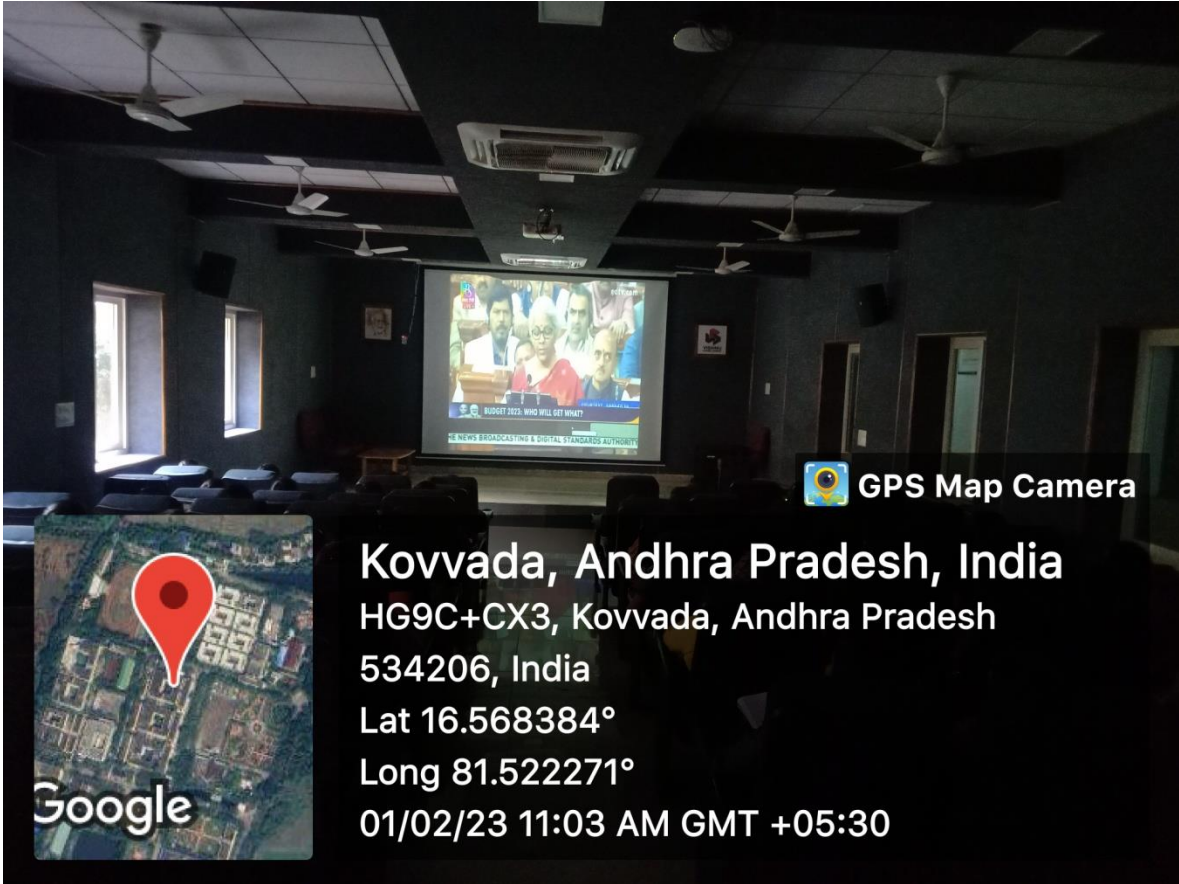 BUDGET 2023: WHO WILL GET WHAT?
HE NEWS BROADCASTING & DIGITAL STANDARDS AUTHORITY
GPS Map Camera
Kovvada, Andhra Pradesh, India
HG9C+CX3, Kovvada, Andhra Pradesh
534206, India
Lat 16.568384°
Long 81.522271°
01/02/23 11:03 AM GMT +05:30
Google